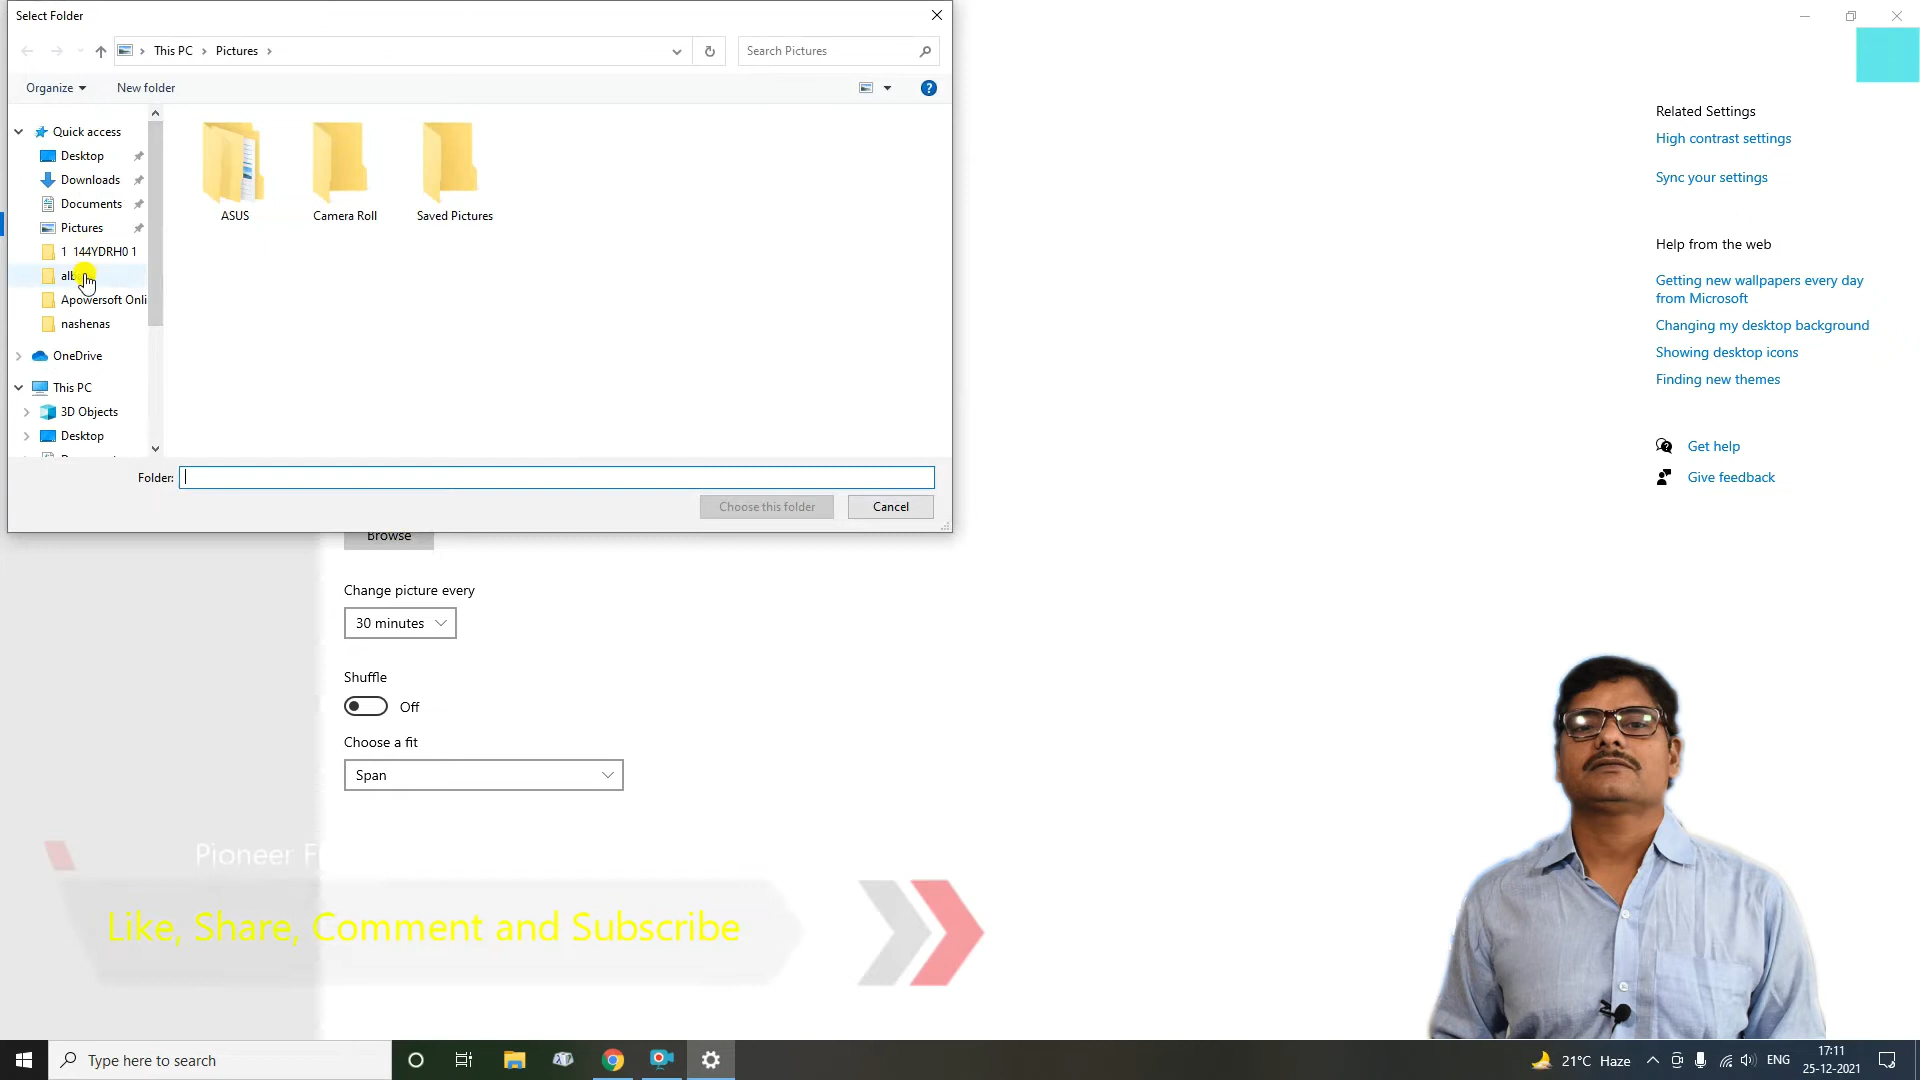 Select Folder
This PC
Pictures
Search Pictures
Organize
New folder
Quick access
Desktop
Downloads
Documents
Pictures
1 144YDRH0 1
Apowersoft Onli
nashenas
OneDrive
This PC
3D Objects
Desktop
ASUS
Camera Roll
Saved Pictures
Folder:
Choose this folder
Cancel
Browse
Change picture every
30 minutes
Shuffle
Off
Choose a fit
Span
Related Settings
High contrast settings
Sync your settings
Help from the web
Getting new wallpapers every day
from Microsoft
Changing my desktop background
Showing desktop icons
Finding new themes
Get help
Give feedback
Pioneer
Like, Share, Comment and Subscribe
Type here to search
21°C Haze
ENG
17:11
25-12-2021